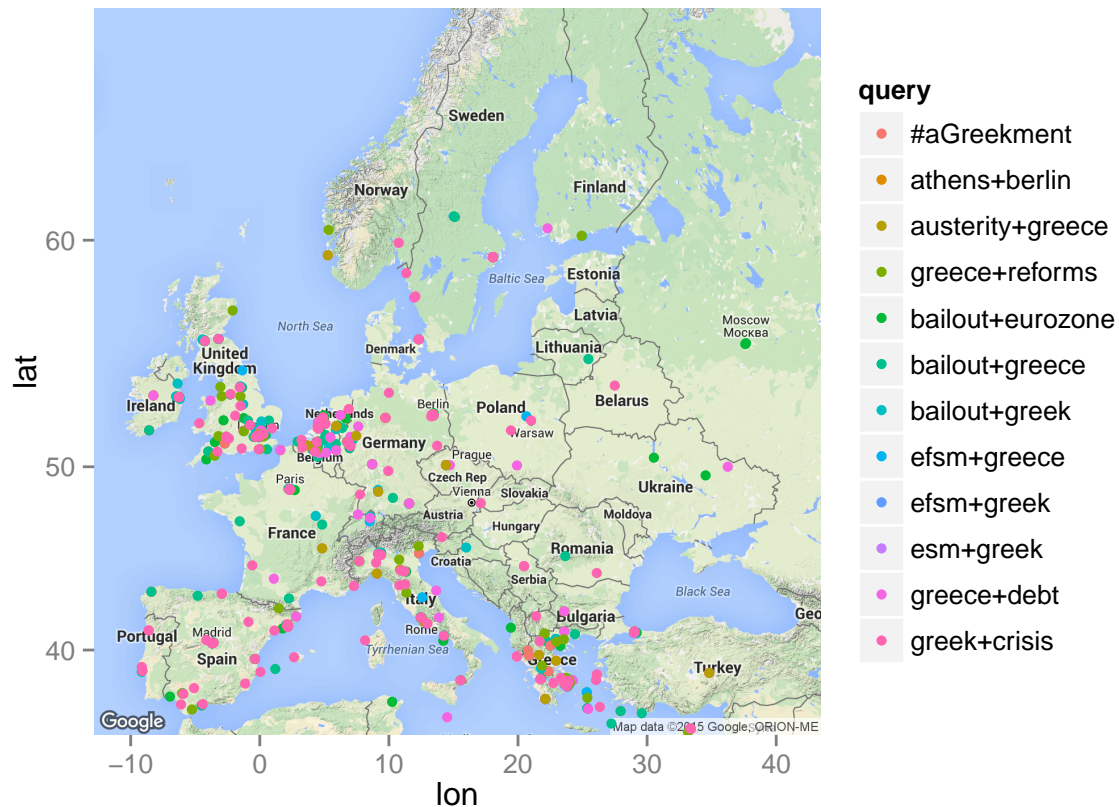 Sweden
Norway
Finland
60
Baltic Sea
Estonia
Latvia
Moscow
Москва
North Sea
Denmark
Lithuania
United
Kingdom
Ireland
Belarus
Berlin
Poland
Netherlands
Warsaw
Germany
Belgium
50
Prague
Paris
Czech Rep
Ukraine
Vienna
Slovakia
Moldova
Austria
Hungary
France
Romania
Croatia
Serbia
Black Sea
Italy
Bulgaria
Geo
Portugal
Madrid
Rome
40
Spain
Tyrrhenian Sea
Greece
Turkey
Google
Map data ©2015 Google, ORION-ME
−10
0
10
20
30
40
lon
lat
query
#aGreekment
athens+berlin
austerity+greece
greece+reforms
bailout+eurozone
bailout+greece
bailout+greek
efsm+greece
efsm+greek
esm+greek
greece+debt
greek+crisis